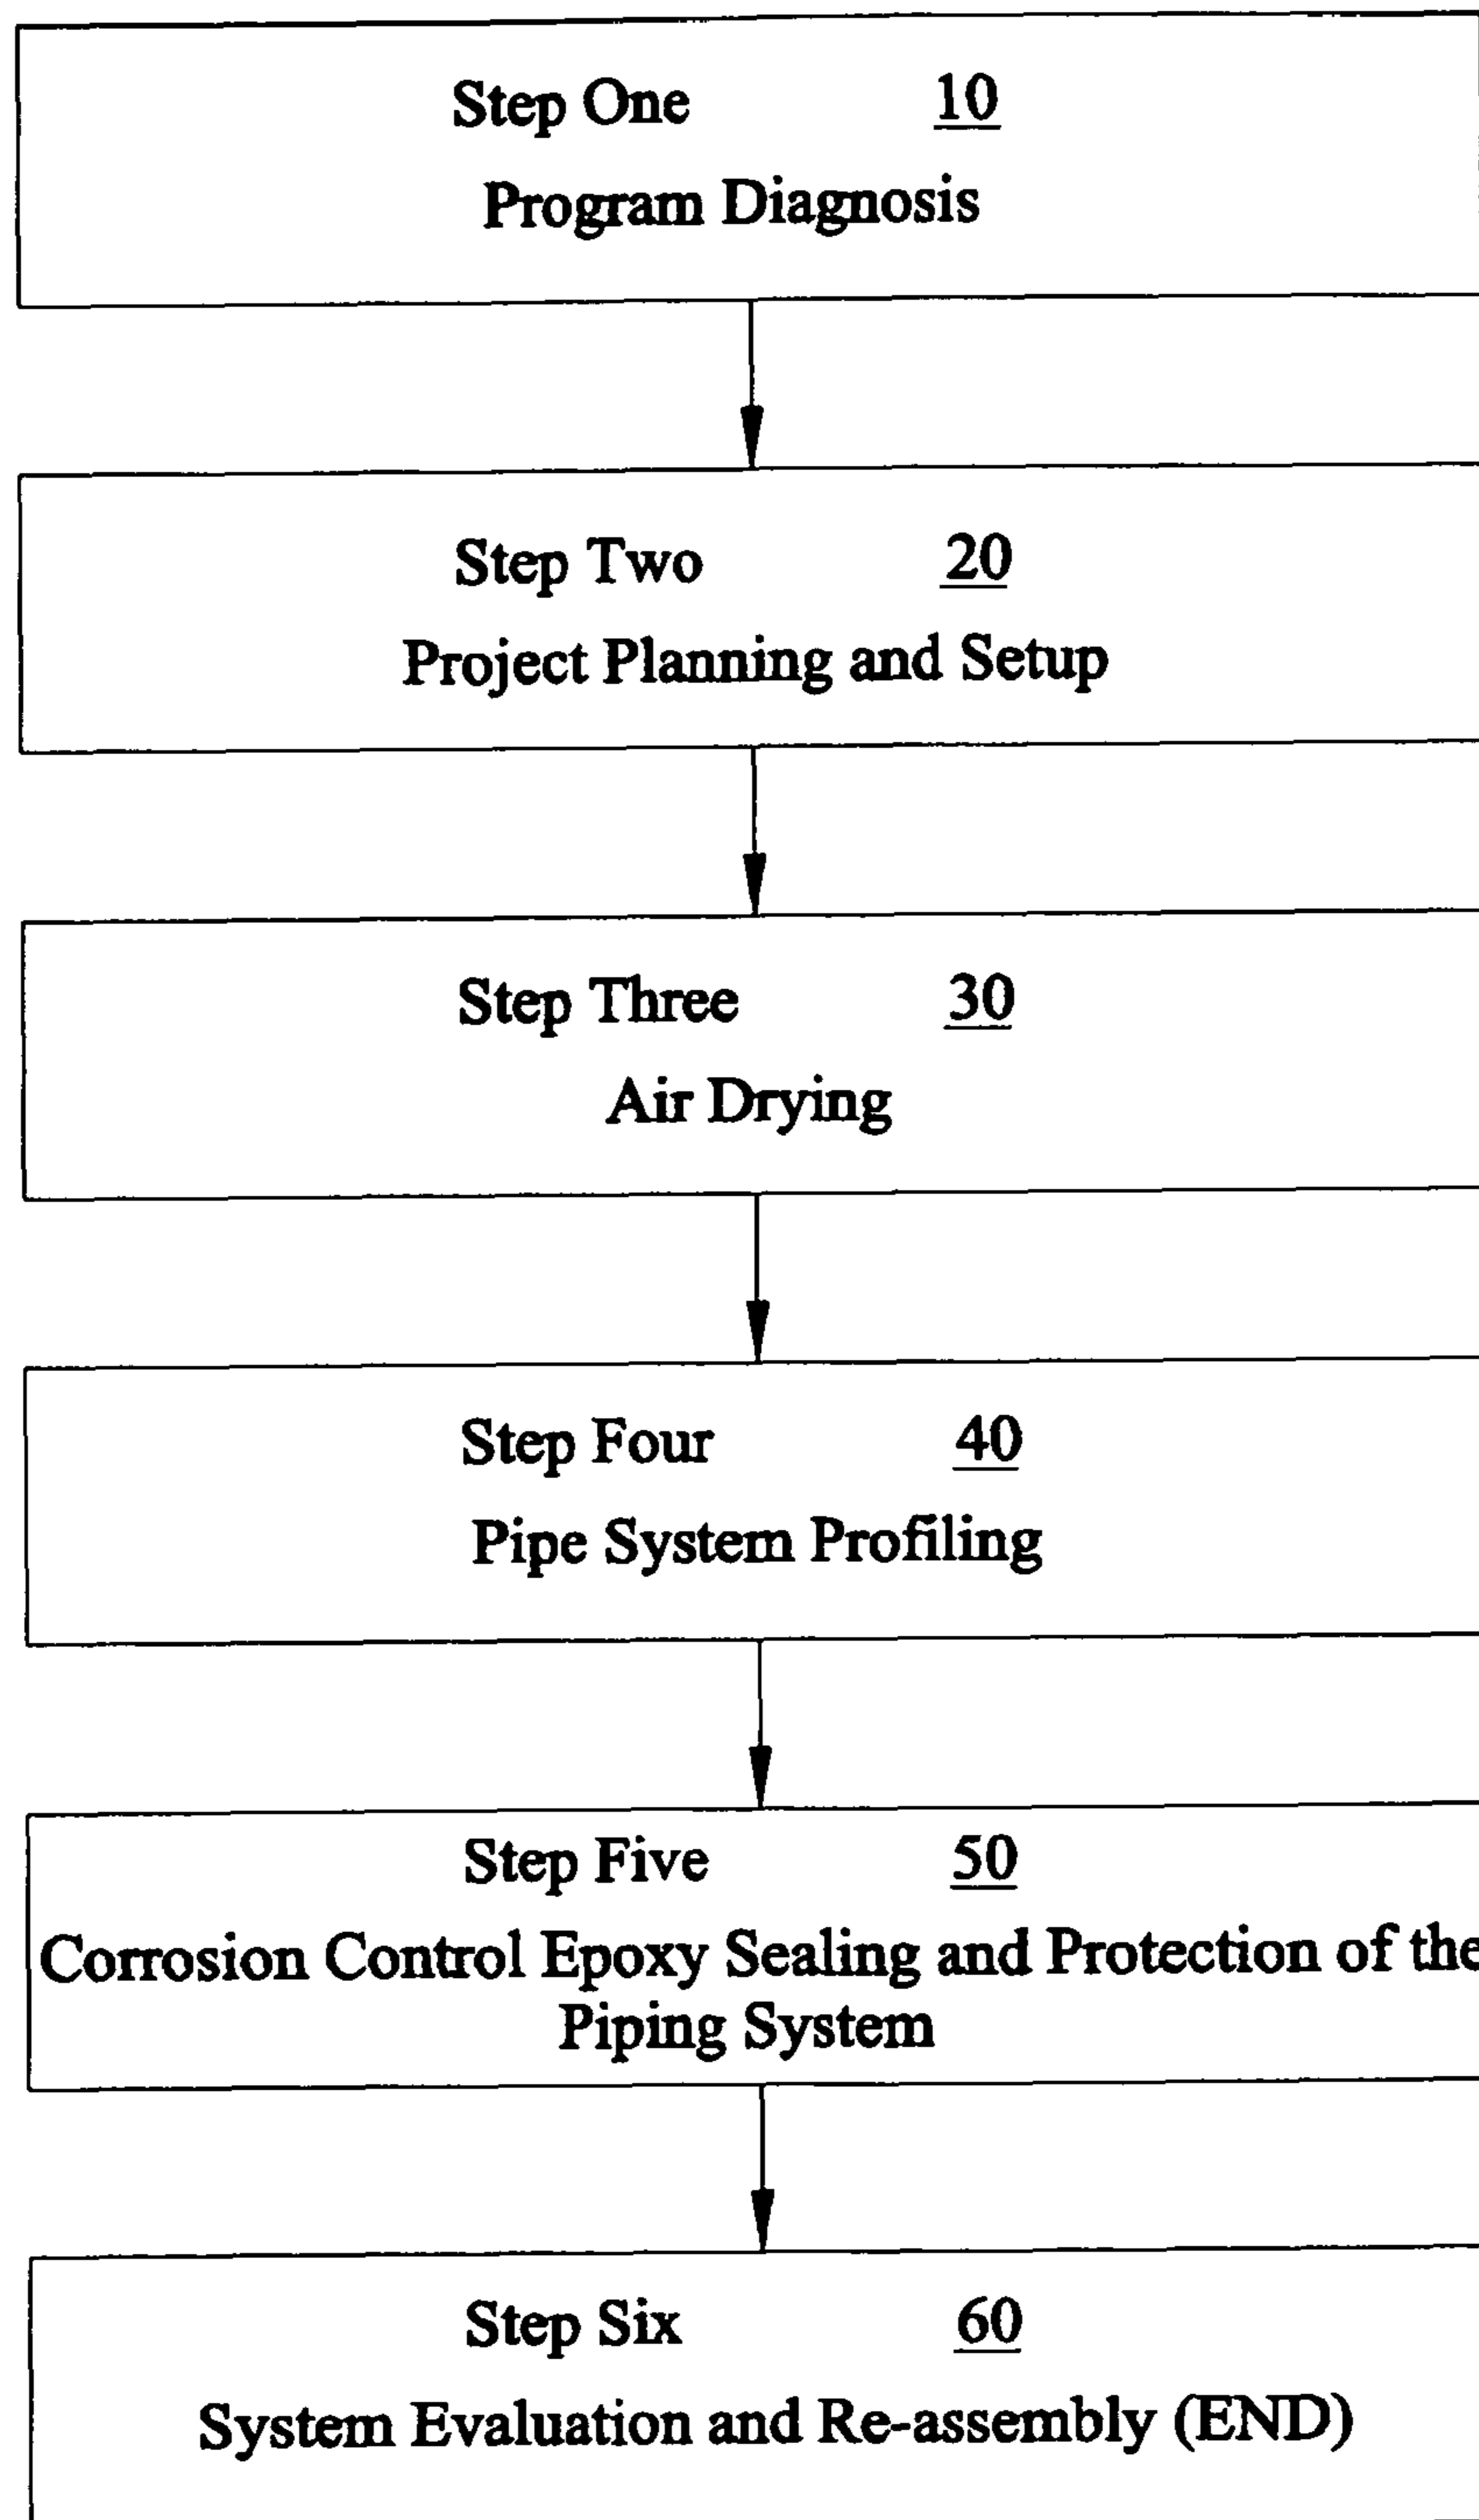 Step One 10
Program Diagnosis
Step Two 20
Project Planning and Setup
Step Three 30
Air Drying
Step Four 40
Pipe System Profiling
Step Five 50
Corrosion Control Epoxy Sealing and Protection of the
Piping System
Step Six 60
System Evaluation and Re-assembly (END)